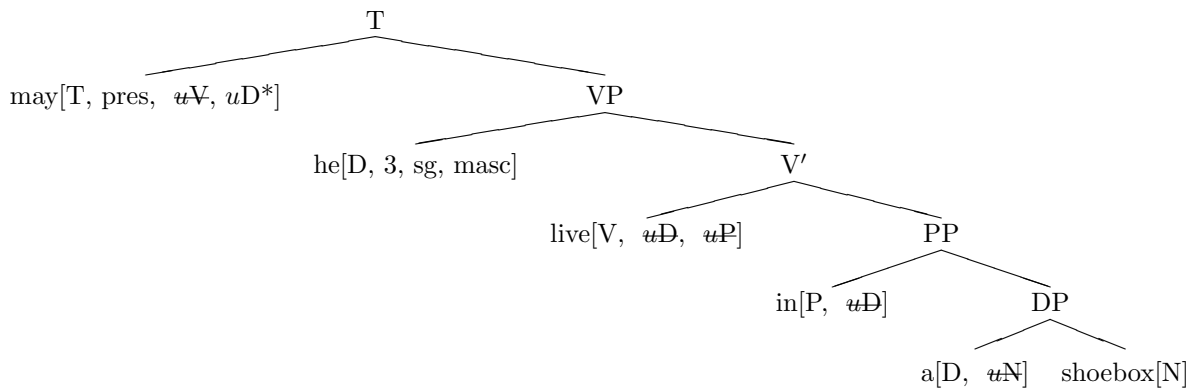 T
may[T, pres, uV, uD*]
VP
he[D, 3, sg, masc]
V′
live[V, uD, uP]
PP
in[P, uD]
DP
a[D, uN] shoebox[N]